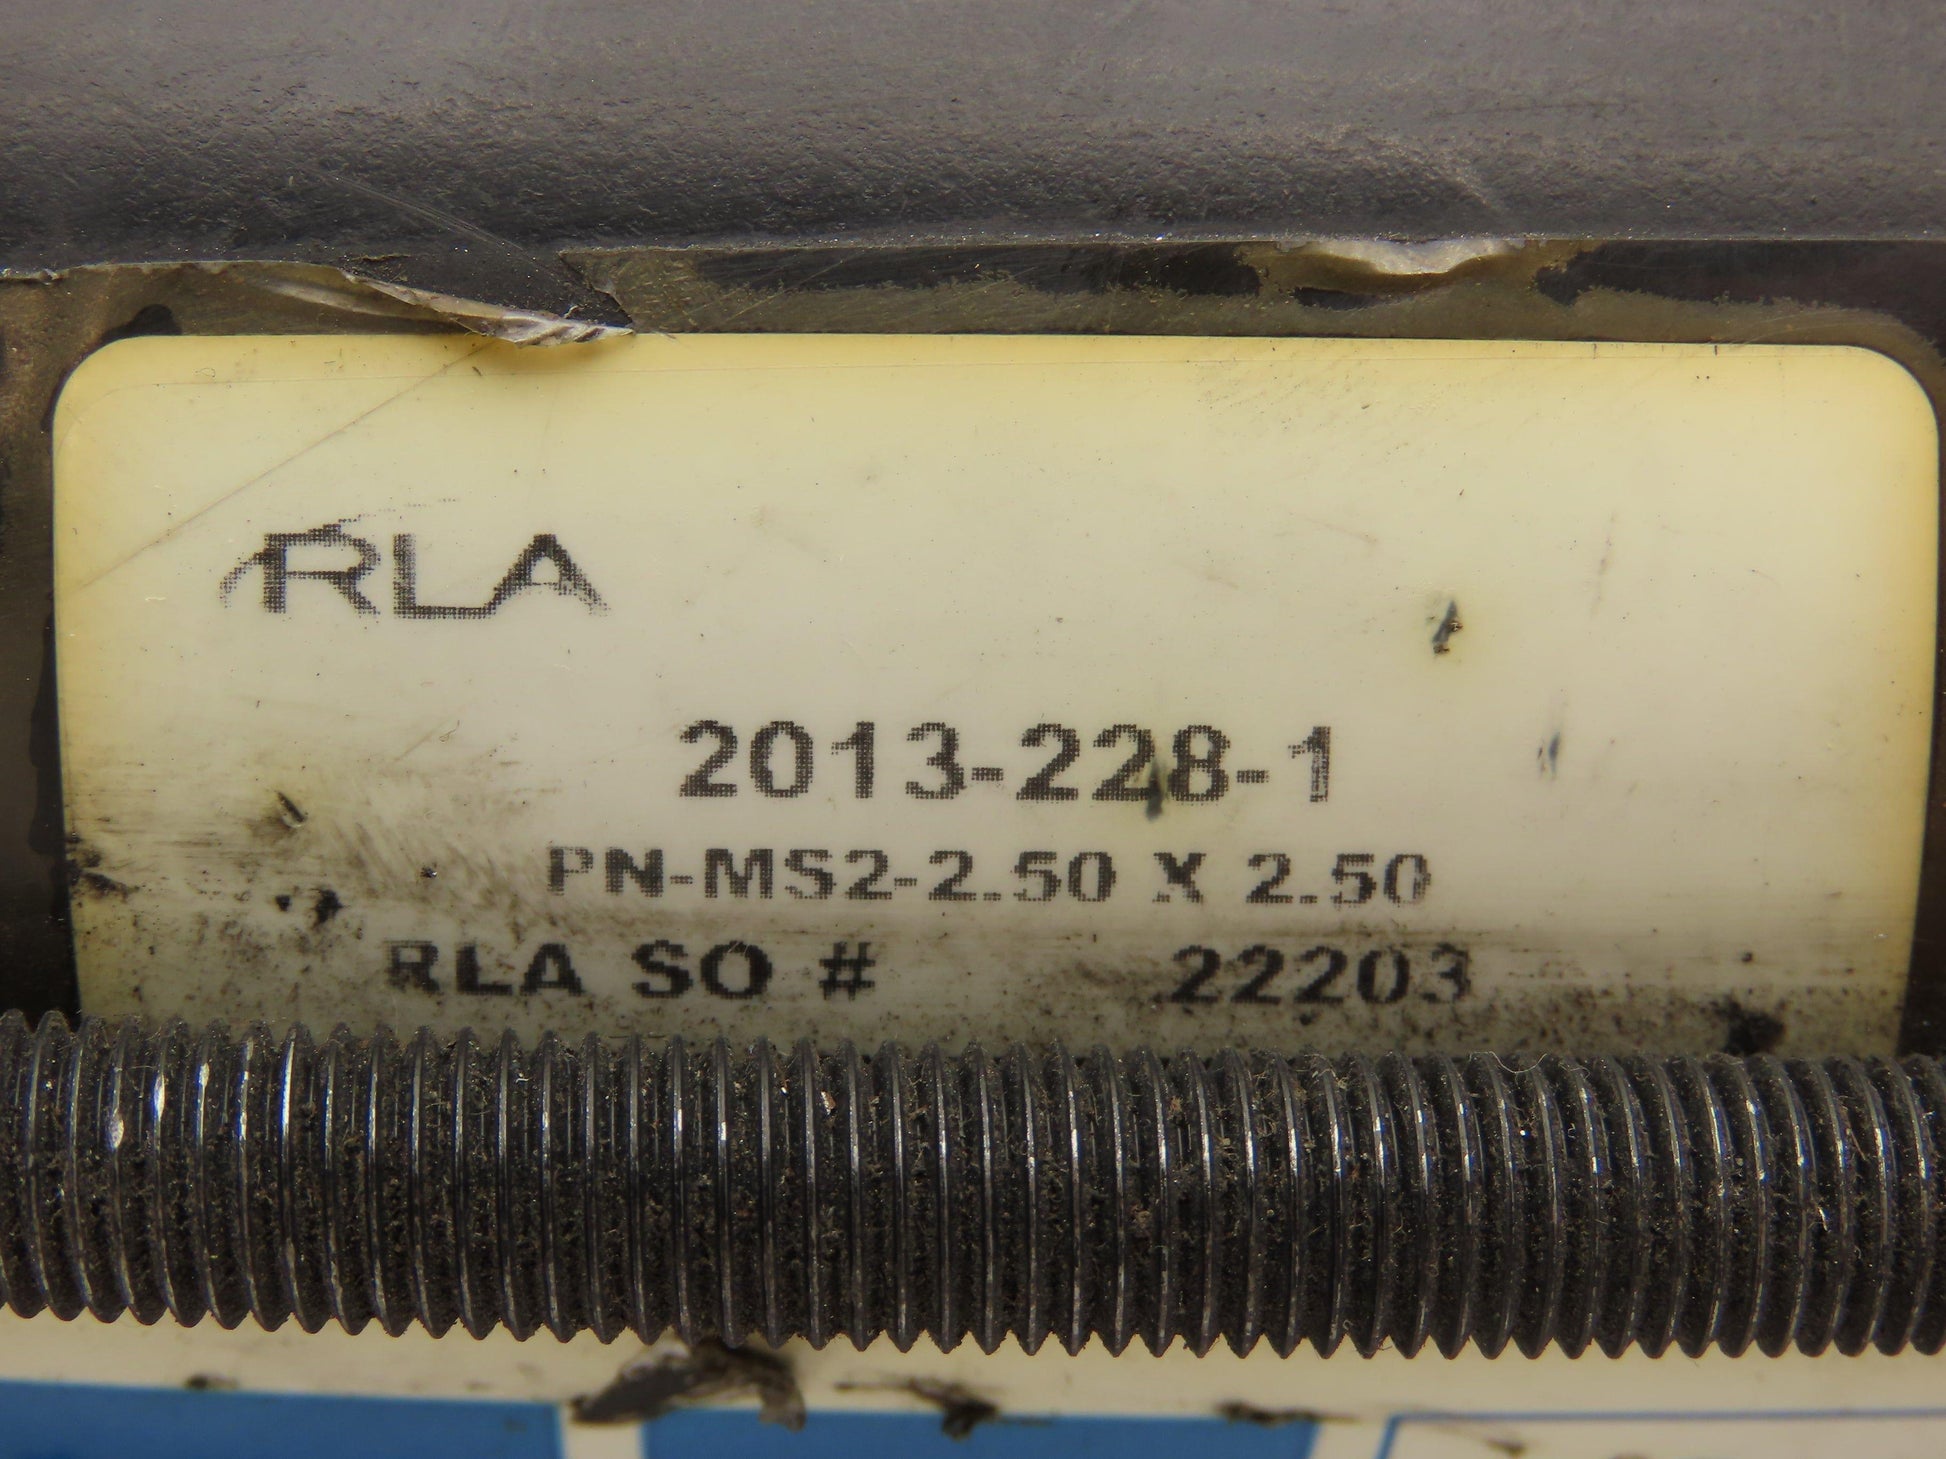 RLA
2013-228-1
PN-MS2-2.50 X 2.50
RLA SO # 22203